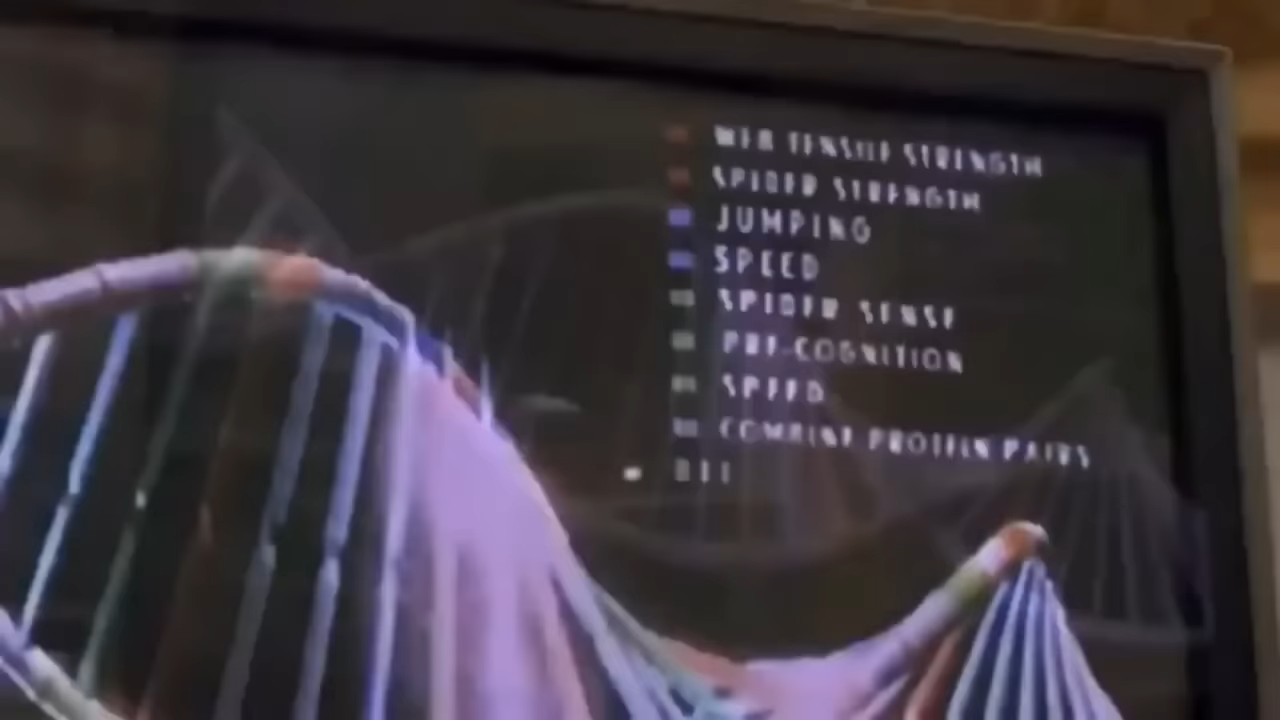 WEB TENSILE STRENGTH
SPIDER STRENGTH
JUMPING
SPEED
SPIDER SENSE
PRE-COGNITION
SPEED
COMBINE PROTEIN PAIRS